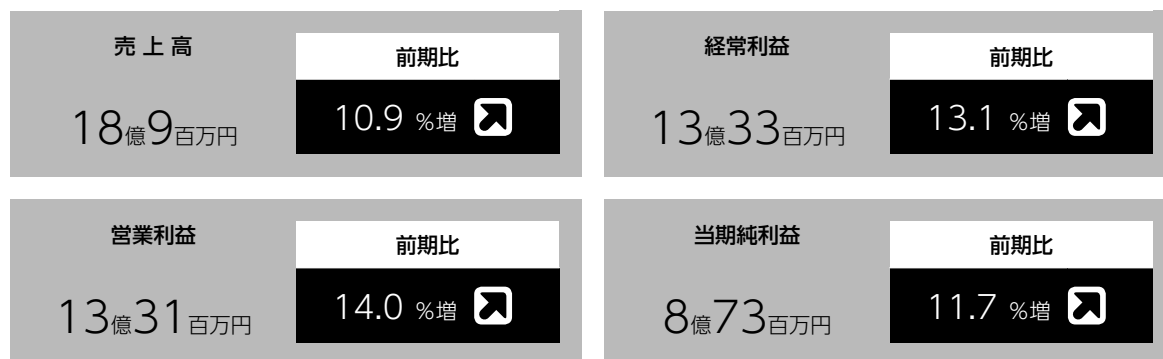 売上高
前期比
18億9百万円
10.9 %増
経常利益
前期比
13億33百万円
13.1 %増
営業利益
前期比
13億31百万円
14.0 %増
当期純利益
前期比
8億73百万円
11.7 %増